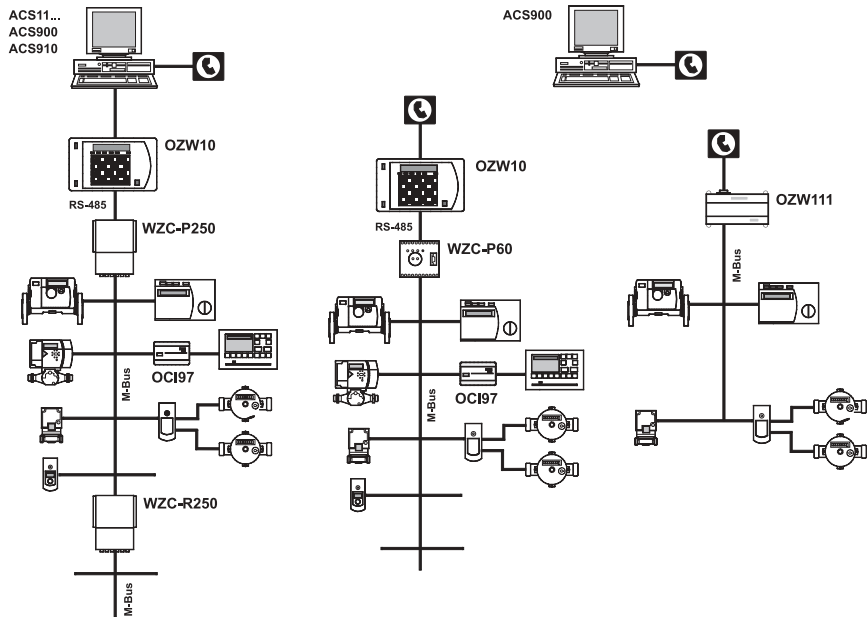 ACS11...
ACS900
ACS910
OZW10
RS-485
WZC-P250
OCI97
M-Bus
WZC-R250
M-Bus
OZW10
RS-485
WZC-P60
OCI97
M-Bus
ACS900
OZW111
M-Bus